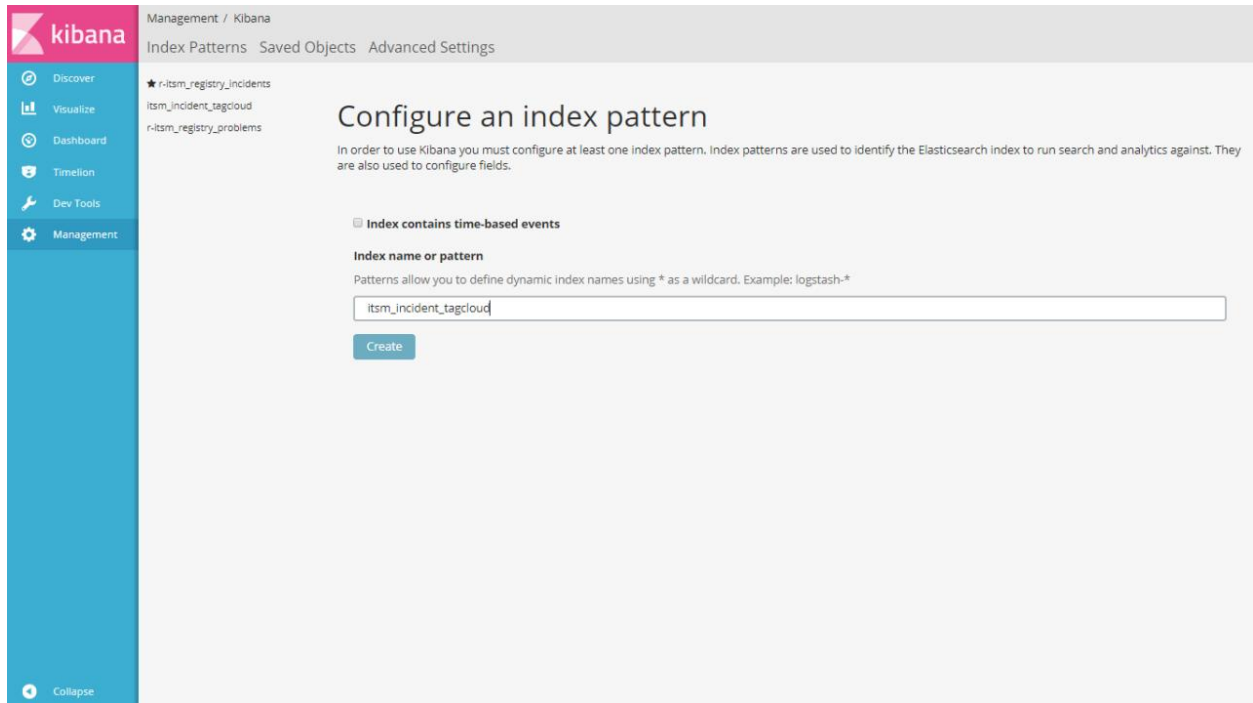 kibana
Discover
Visualize
Dashboard
Timelion
Dev Tools
Management
Collapse
Management / Kibana
Index Patterns Saved Objects Advanced Settings
★ r-itsm_registry_incidents
itsm_incident_tagcloud
r-itsm_registry_problems
Configure an index pattern
In order to use Kibana you must configure at least one index pattern. Index patterns are used to identify the Elasticsearch index to run search and analytics against. They
are also used to configure fields.
Index contains time-based events
Index name or pattern
Patterns allow you to define dynamic index names using * as a wildcard. Example: logstash-*
itsm_incident_tagcloud
Create